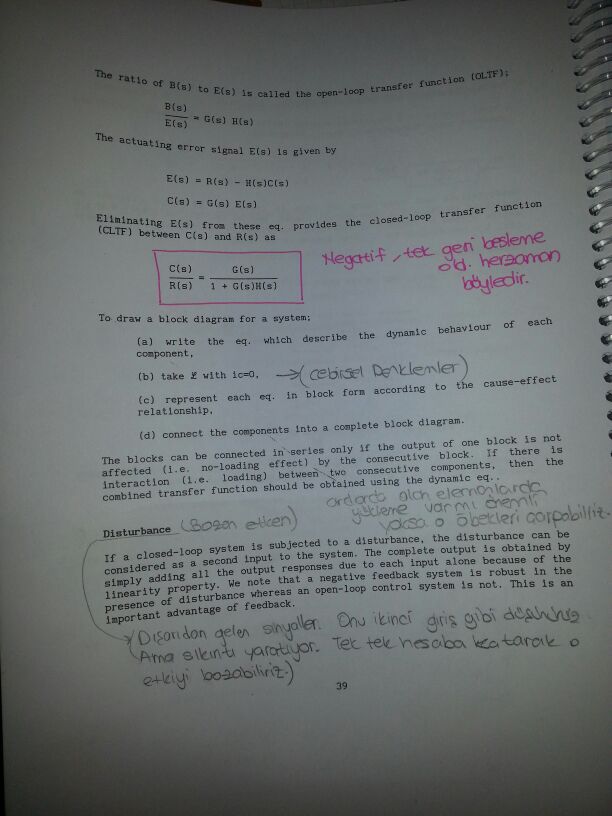 The ratio of B(s) to E(s) is called the open-loop transfer function (OLTF);
B(s)
E(s) = G(s) H(s)
The actuating error signal E(s) is given by
E(s) = R(s) - H(s)C(s)
C(s) = G(s) E(s)
Eliminating E(s) from these eq. provides the closed-loop transfer function
(CLTF) between C(s) and R(s) as
Negatif, tek geri besleme
old. herzaman
böyledir.
C(s) G(s)
R(s) = 1 + G(s)H(s)
To draw a block diagram for a system;
(a) write the eq. which describe the dynamic behaviour of each
component,
(b) take ℒ with ic=0, → (Cebirsel Denklemler)
(c) represent each eq. in block form according to the cause-effect
relationship,
(d) connect the components into a complete block diagram.
The blocks can be connected in series only if the output of one block is not
affected (i.e. no-loading effect) by the consecutive block. If there is
interaction (i.e. loading) between two consecutive components, then the
combined transfer function should be obtained using the dynamic eq..
ardarda olan elemanlarda
yükleme var mı önemli
yoksa o öbekleri çarpabiliriz.
Disturbance (Bozan etken)
If a closed-loop system is subjected to a disturbance, the disturbance can be
considered as a second input to the system. The complete output is obtained by
simply adding all the output responses due to each input alone because of the
linearity property. We note that a negative feedback system is robust in the
presence of disturbance whereas an open-loop control system is not. This is an
important advantage of feedback.
Dışarıdan gelen sinyaller. Onu ikinci giriş gibi
(Ama sıkıntı yaratıyor. Tek tek hesaba katarak o
etkiyi bozabiliriz.)
39